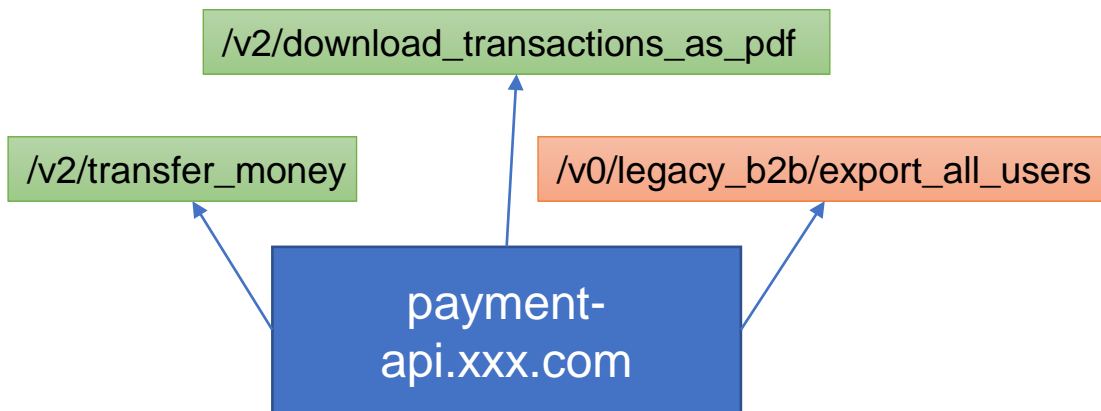 /v2/download_transactions_as_pdf
/v2/transfer_money
/v0/legacy_b2b/export_all_users
payment-
api.xxx.com